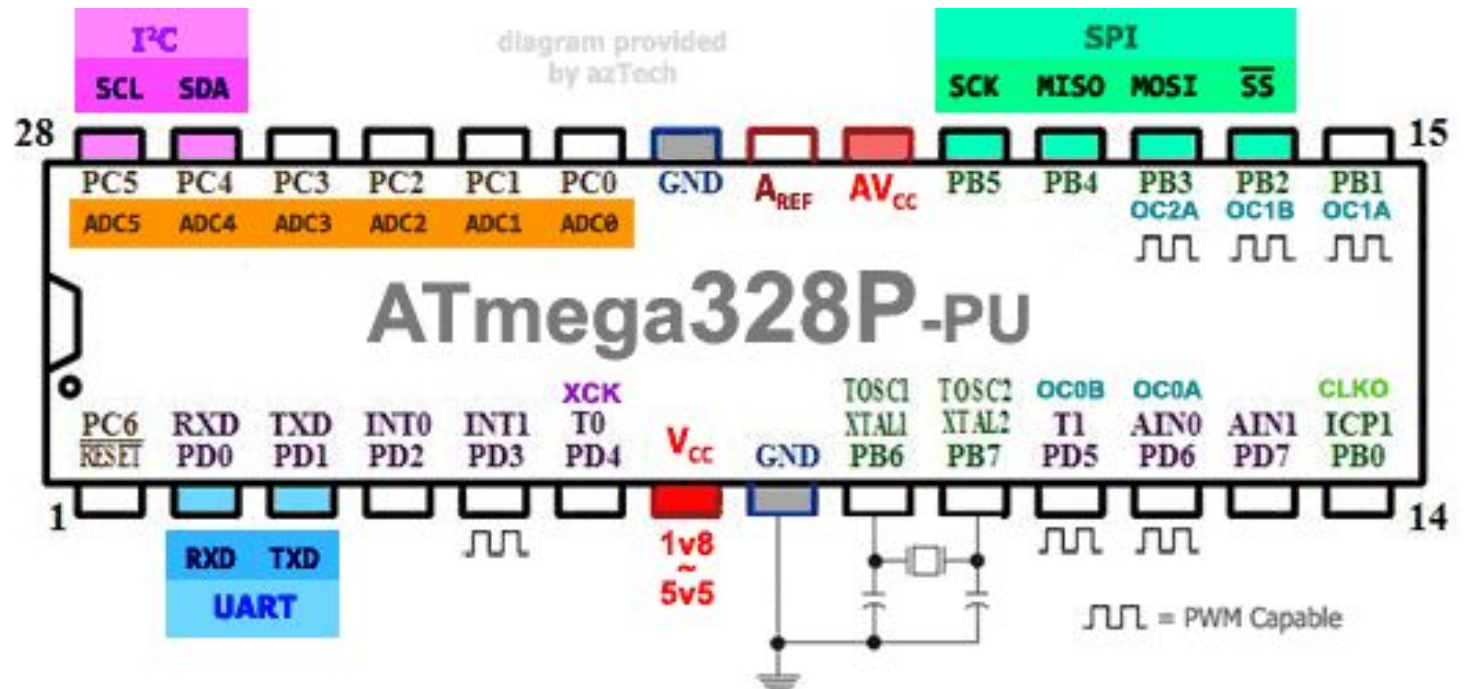 I²C
SCL SDA
diagram provided
by azTech
SPI
SCK MISO MOSI SS
28
15
PC5 PC4 PC3 PC2 PC1 PC0 GND AREF AVCC PB5 PB4 PB3 PB2 PB1
ADC5 ADC4 ADC3 ADC2 ADC1 ADC0
OC2A OC1B OC1A
ATmega328P-PU
XCK TOSC1 TOSC2 OC0B OC0A CLKO
PC6 RXD TXD INT0 INT1 T0 VCC XTAL1 XTAL2 T1 AIN0 AIN1 ICP1
RESET PD0 PD1 PD2 PD3 PD4 GND PB6 PB7 PD5 PD6 PD7 PB0
1
14
RXD TXD
UART
1v8
~
5v5
= PWM Capable